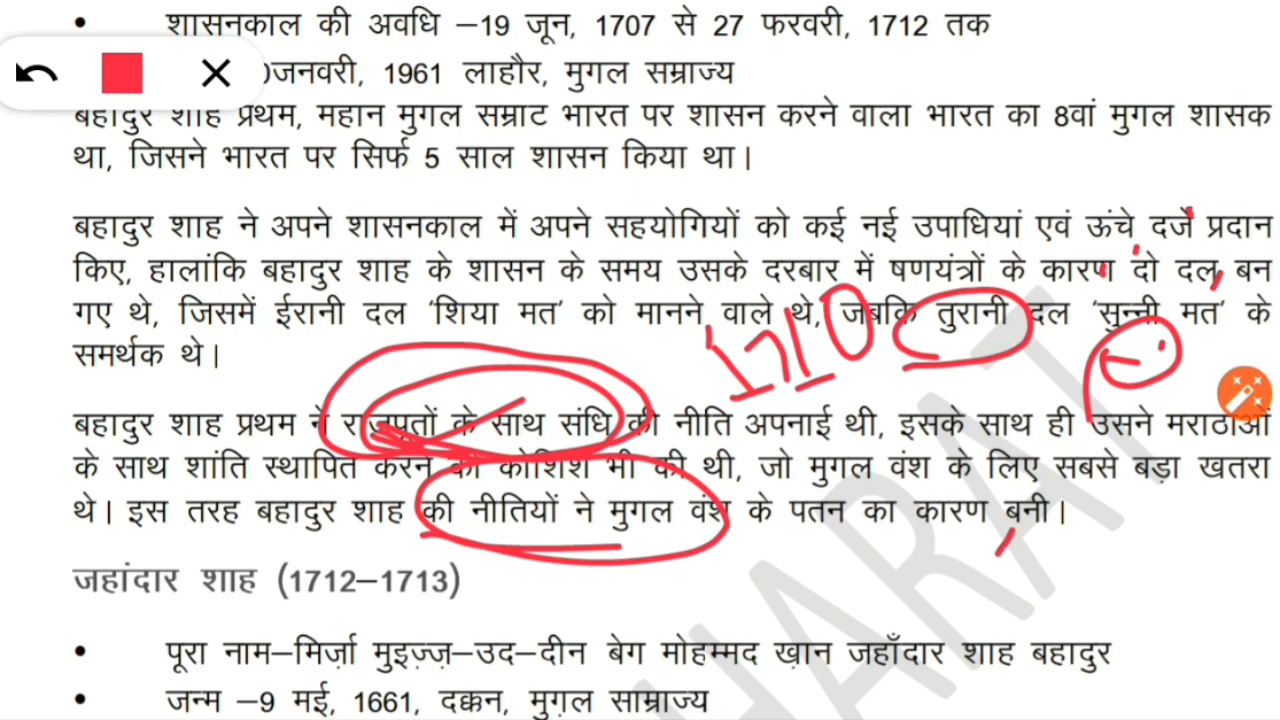 • शासनकाल की अवधि –19 जून, 1707 से 27 फरवरी, 1712 तक
0जनवरी, 1961 लाहौर, मुगल सम्राज्य
बहादुर शाह प्रथम, महान मुगल सम्राट भारत पर शासन करने वाला भारत का 8वां मुगल शासक
था, जिसने भारत पर सिर्फ 5 साल शासन किया था।
बहादुर शाह ने अपने शासनकाल में अपने सहयोगियों को कई नई उपाधियां एवं ऊंचे दर्जे प्रदान
किए, हालांकि बहादुर शाह के शासन के समय उसके दरबार में षणयंत्रों के कारण दो दल बन
गए थे, जिसमें ईरानी दल 'शिया मत' को मानने वाले थे, जबकि तुरानी दल 'सुन्नी मत' के
समर्थक थे।
1710
बहादुर शाह प्रथम ने राजपूतों के साथ संधि की नीति अपनाई थी, इसके साथ ही उसने मराठाओं
के साथ शांति स्थापित करने की कोशिश भी की थी, जो मुगल वंश के लिए सबसे बड़ा खतरा
थे। इस तरह बहादुर शाह की नीतियों ने मुगल वंश के पतन का कारण बनी।
जहांदार शाह (1712–1713)
• पूरा नाम–मिर्ज़ा मुइज़्ज़–उद–दीन बेग मोहम्मद ख़ान जहाँदार शाह बहादुर
• जन्म –9 मई, 1661, दक्कन, मुग़ल साम्राज्य
HARAT